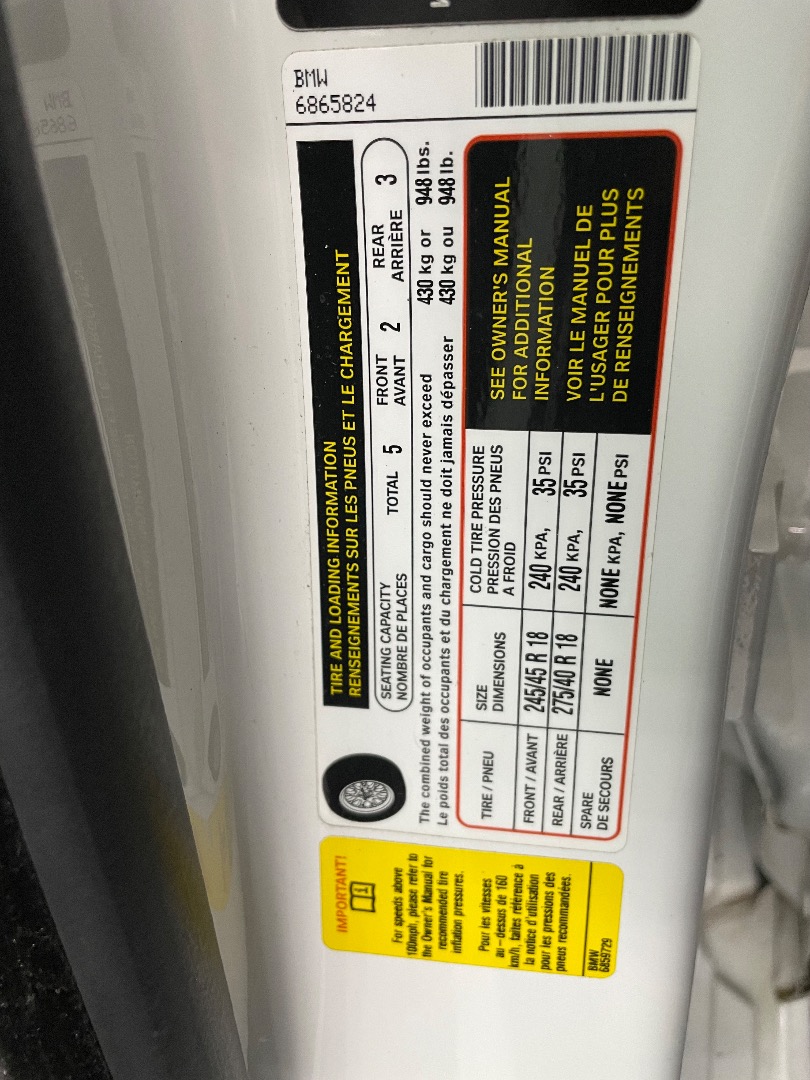 BMW
6865824
TIRE AND LOADING INFORMATION
RENSEIGNEMENTS SUR LES PNEUS ET LE CHARGEMENT
SEATING CAPACITY
NOMBRE DE PLACES
TOTAL 5
FRONT
AVANT 2
REAR
ARRIÈRE 3
The combined weight of occupants and cargo should never exceed 430 kg or 948 lbs.
Le poids total des occupants et du chargement ne doit jamais dépasser 430 kg ou 948 lb.
TIRE / PNEU
SIZE
DIMENSIONS
COLD TIRE PRESSURE
PRESSION DES PNEUS
A FROID
FRONT / AVANT 245/45 R 18 240 KPA, 35 PSI
REAR / ARRIÈRE 275/40 R 18 240 KPA, 35 PSI
SPARE
DE SECOURS
NONE NONE KPA, NONE PSI
SEE OWNER'S MANUAL
FOR ADDITIONAL
INFORMATION
VOIR LE MANUEL DE
L'USAGER POUR PLUS
DE RENSEIGNEMENTS
IMPORTANT!
For speeds above
100mph, please refer to
the Owner's Manual for
recommended tire
inflation pressures.
Pour les vitesses
au-dessus de 160
km/h, faites référence à
la notice d'utilisation
pour les pressions des
pneus recommandées.
BMW
6859729